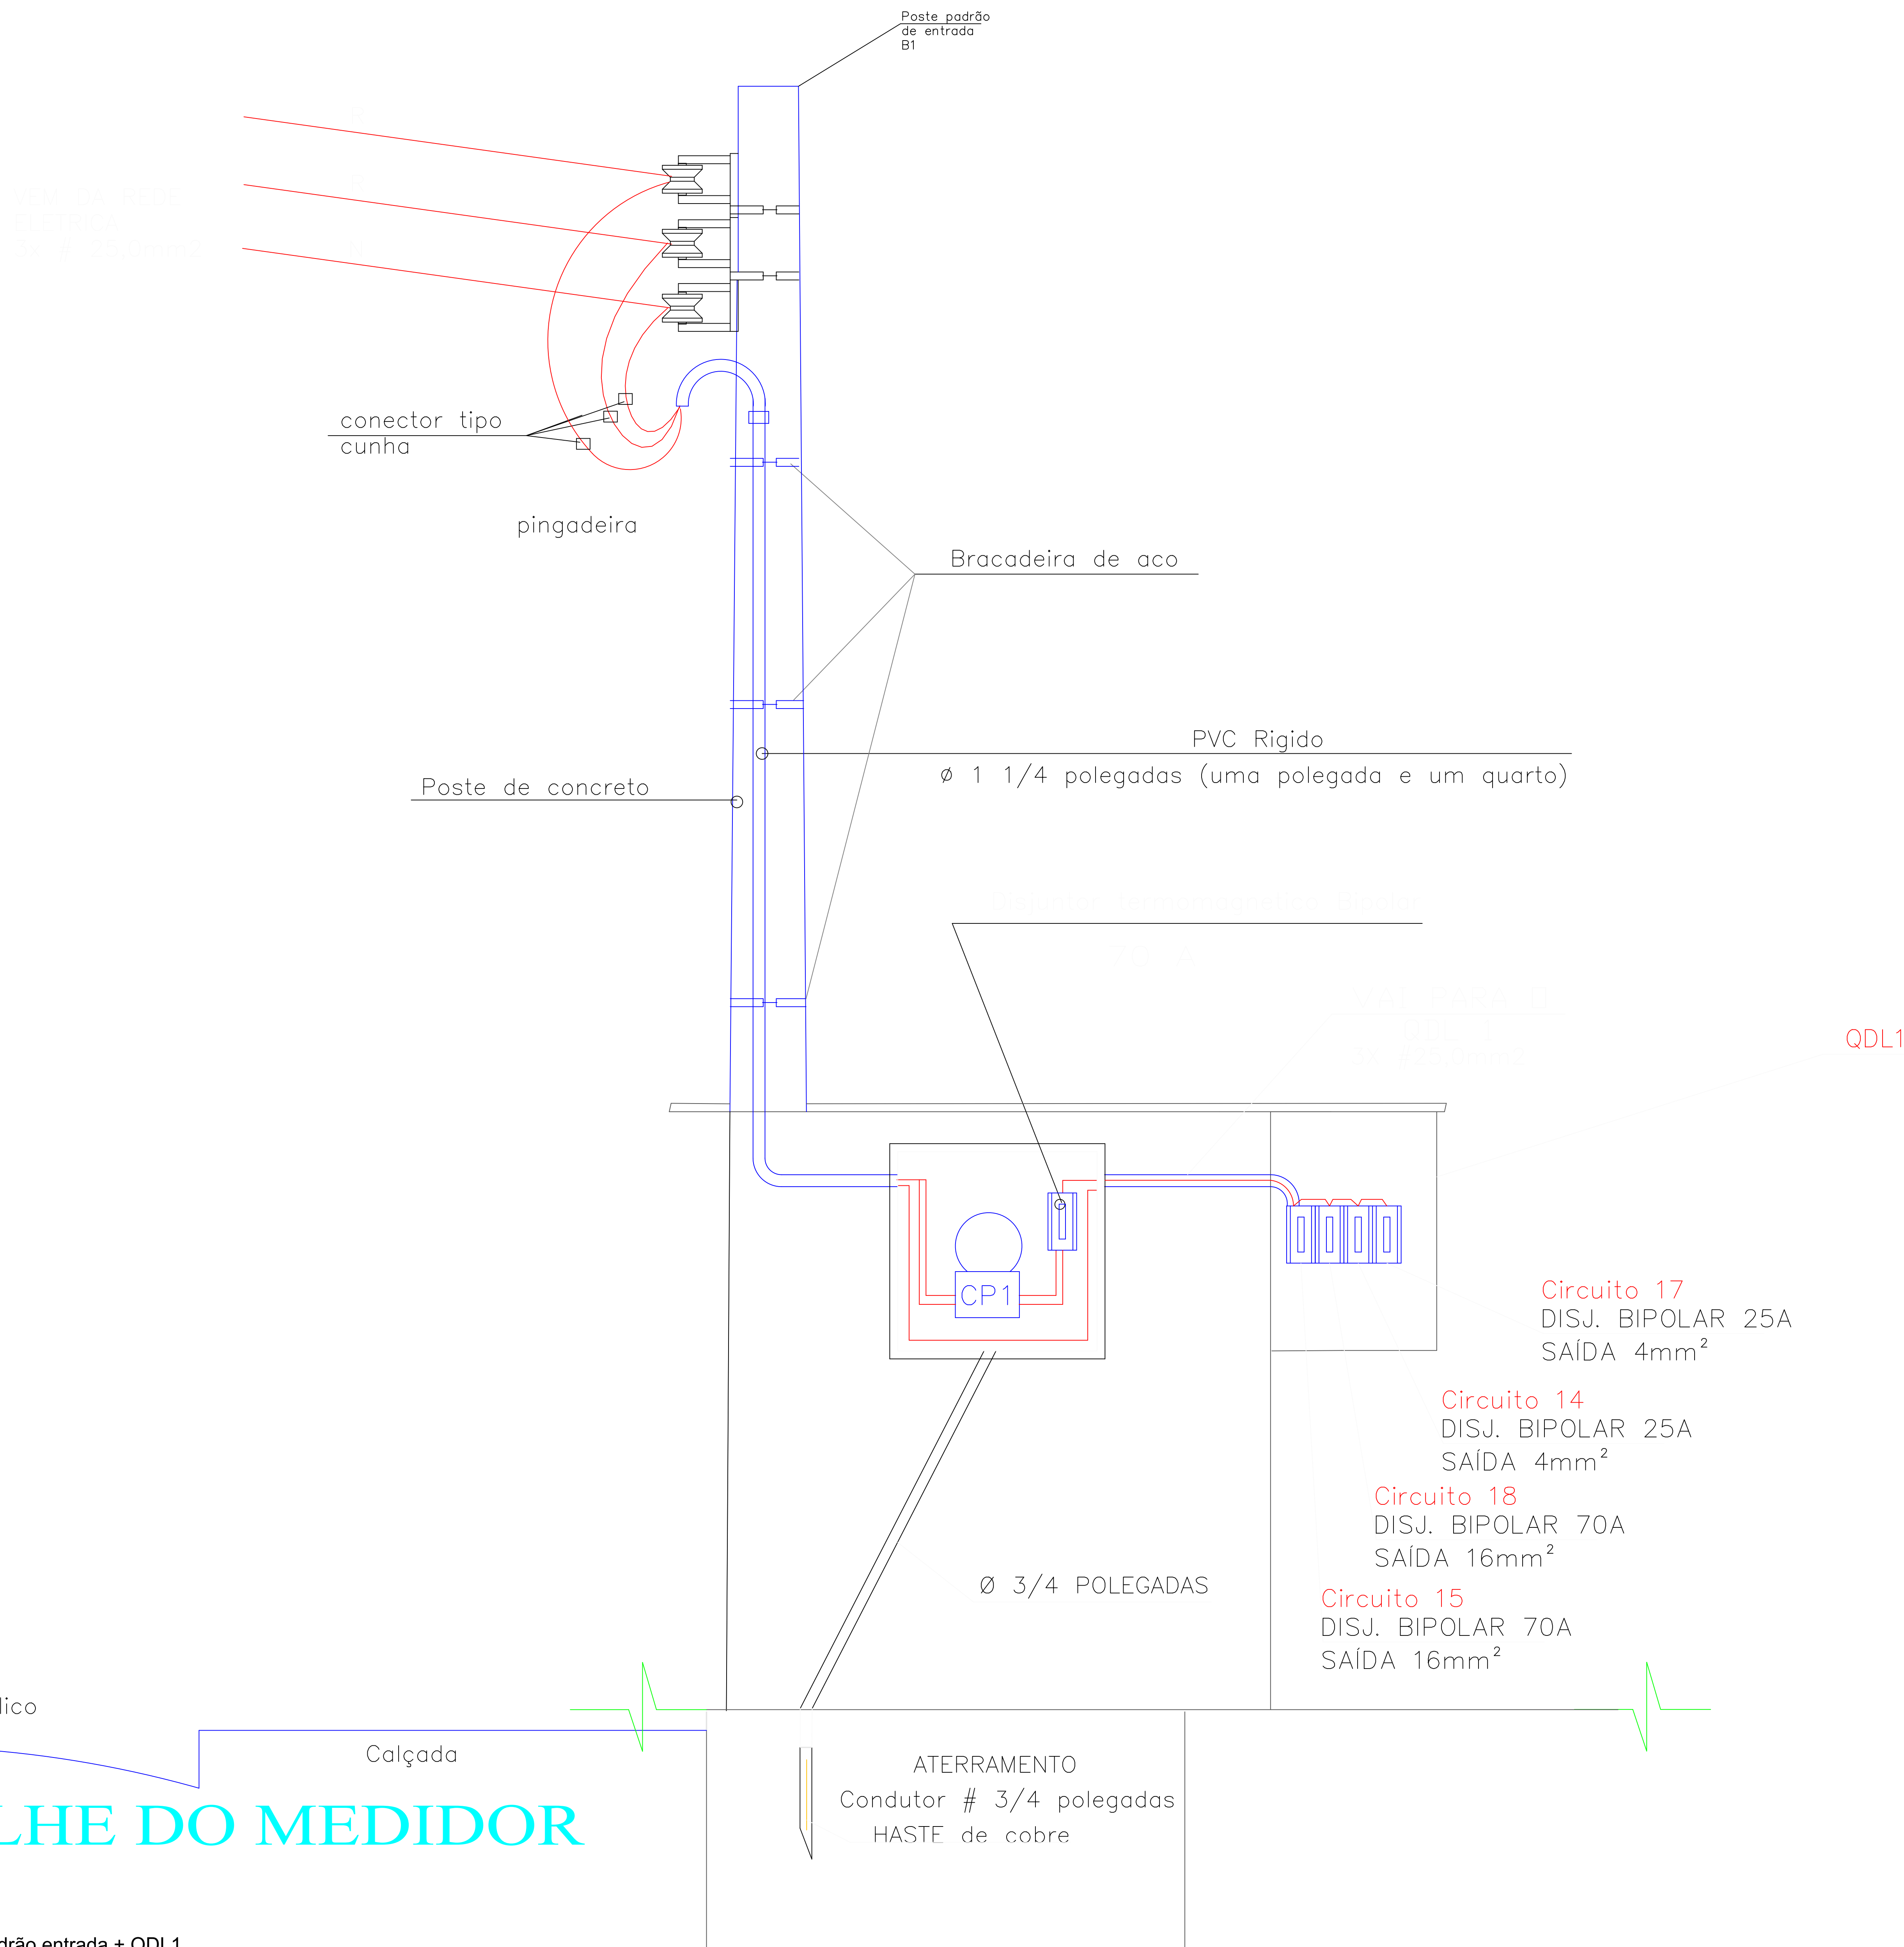 Poste padrão
de entrada
B1
conector tipo
cunha
pingadeira
Bracadeira de aco
PVC Rigido
ø 1 1/4 polegadas (uma polegada e um quarto)
Poste de concreto
QDL1
CP1
Circuito 17
DISJ. BIPOLAR 25A
SAÍDA 4mm²
Circuito 14
DISJ. BIPOLAR 25A
SAÍDA 4mm²
Circuito 18
DISJ. BIPOLAR 70A
SAÍDA 16mm²
Ø 3/4 POLEGADAS
Circuito 15
DISJ. BIPOLAR 70A
SAÍDA 16mm²
Calçada
ATERRAMENTO
Condutor # 3/4 polegadas
HASTE de cobre
DO MEDIDOR
entrada + QDL1